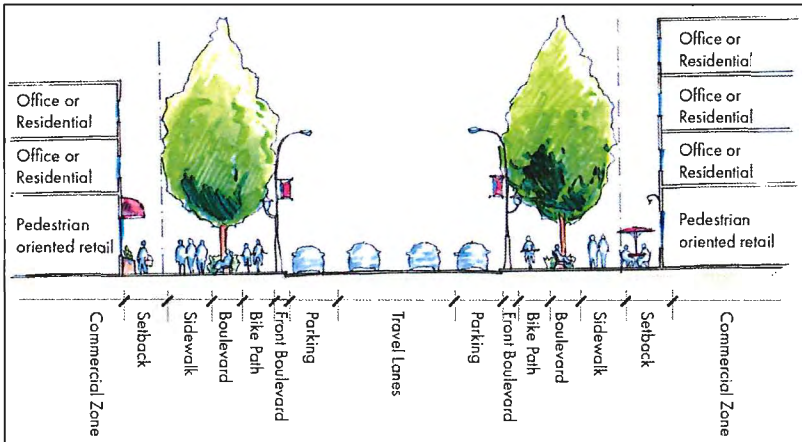 Office or
Residential
Office or
Residential
Pedestrian
oriented retail
Office or
Residential
Office or
Residential
Office or
Residential
Pedestrian
oriented retail
Commercial Zone
Setback
Sidewalk
Boulevard
Bike Path
Front Boulevard
Parking
Travel Lanes
Parking
Front Boulevard
Bike Path
Boulevard
Sidewalk
Setback
Commercial Zone